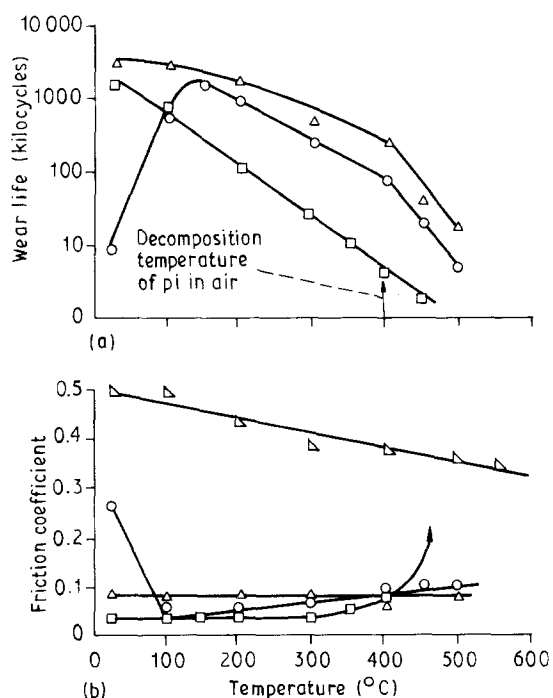 10 000
1000
100
10
0
Wear life (kilocycles)
Decomposition
temperature
of pi in air
(a)
0.5
0.4
0.3
0.2
0.1
0
Friction coefficient
0 100 200 300 400 500 600
Temperature (°C)
(b)